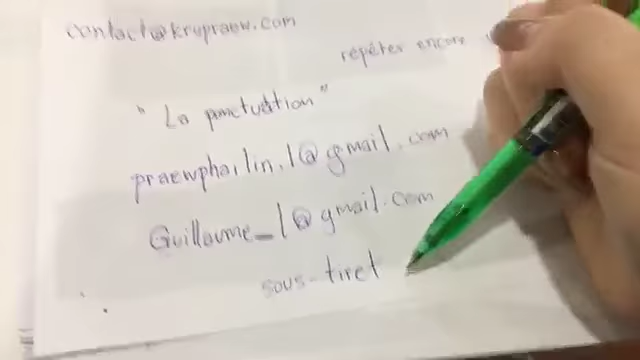 contact@krupraew.com
répéter encore
"La ponctuation"
praewphailin.1@gmail.com
Guillaume_1@gmail.com
sous-tiret